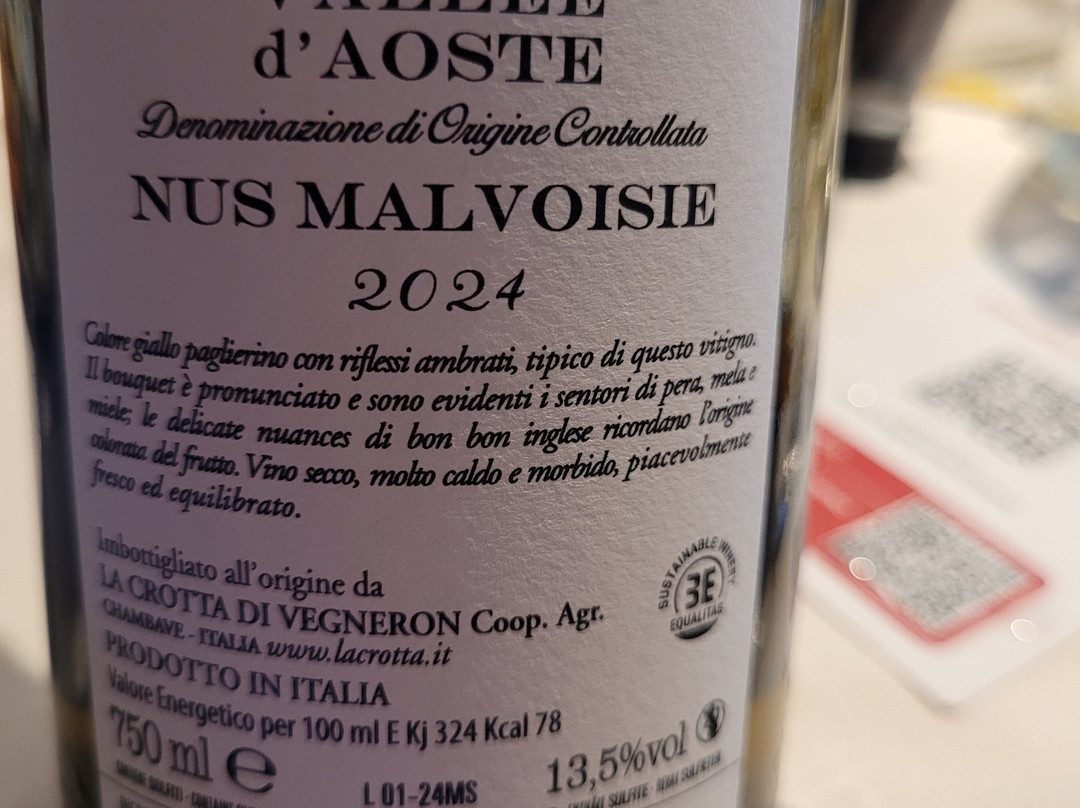 VALLÉE
d'AOSTE
Denominazione di Origine Controllata
NUS MALVOISIE
2024
Colore giallo paglierino con riflessi ambrati, tipico di questo vitigno.
Il bouquet è pronunciato e sono evidenti i sentori di pera, mela e
miele; le delicate nuances di bon bon inglese ricordano l'origine
colorata del frutto. Vino secco, molto caldo e morbido, piacevolmente
fresco ed equilibrato.
Imbottigliato all'origine da
LA CROTTA DI VEGNERON Coop. Agr.
CHAMBAVE - ITALIA www.lacrotta.it
PRODOTTO IN ITALIA
SUSTAINABLE WINERY
3E
EQUALITAS
Valore Energetico per 100 ml E Kj 324 Kcal 78
750 ml e
13,5%vol
L 01-24MS